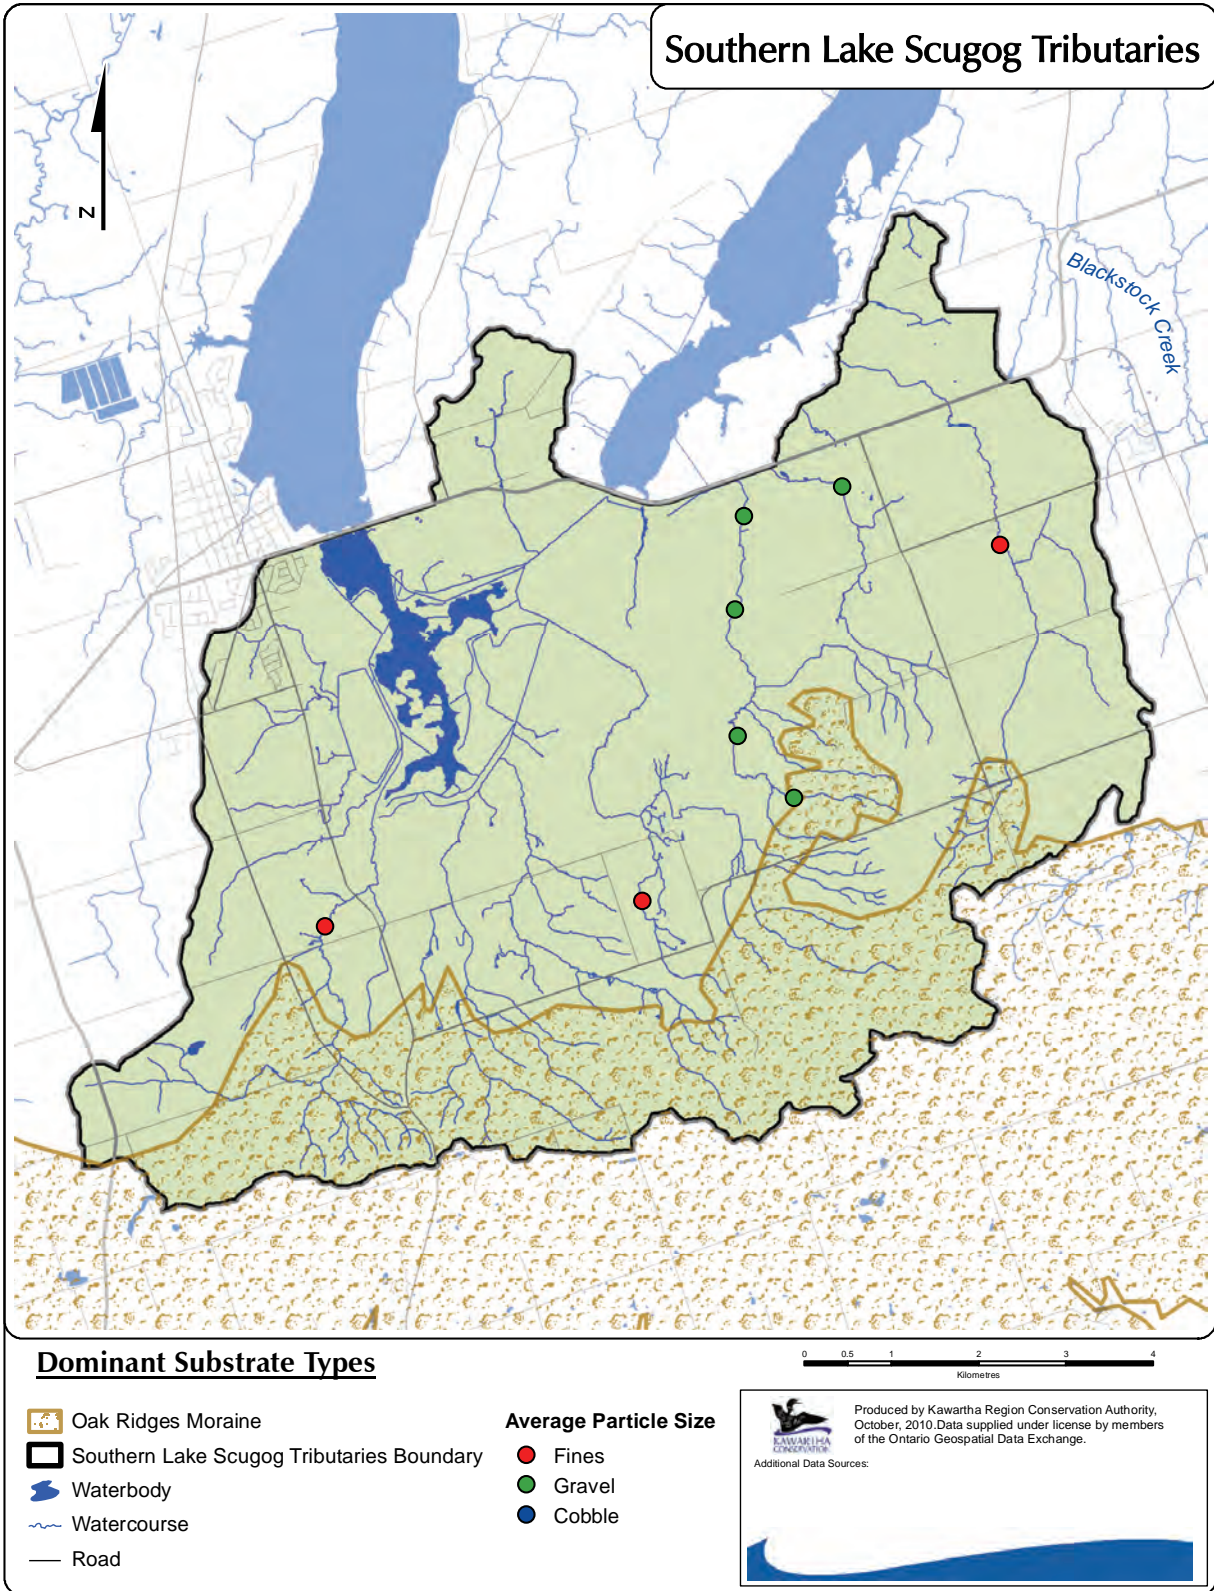 Southern Lake Scugog Tributaries
N
Blackstock Creek
Dominant Substrate Types
Oak Ridges Moraine
Southern Lake Scugog Tributaries Boundary
Waterbody
Watercourse
Road
Average Particle Size
Fines
Gravel
Cobble
0 0.5 1 2 3 4
Kilometres
KAWARTHA
CONSERVATION
Produced by Kawartha Region Conservation Authority,
October, 2010.Data supplied under license by members
of the Ontario Geospatial Data Exchange.
Additional Data Sources: